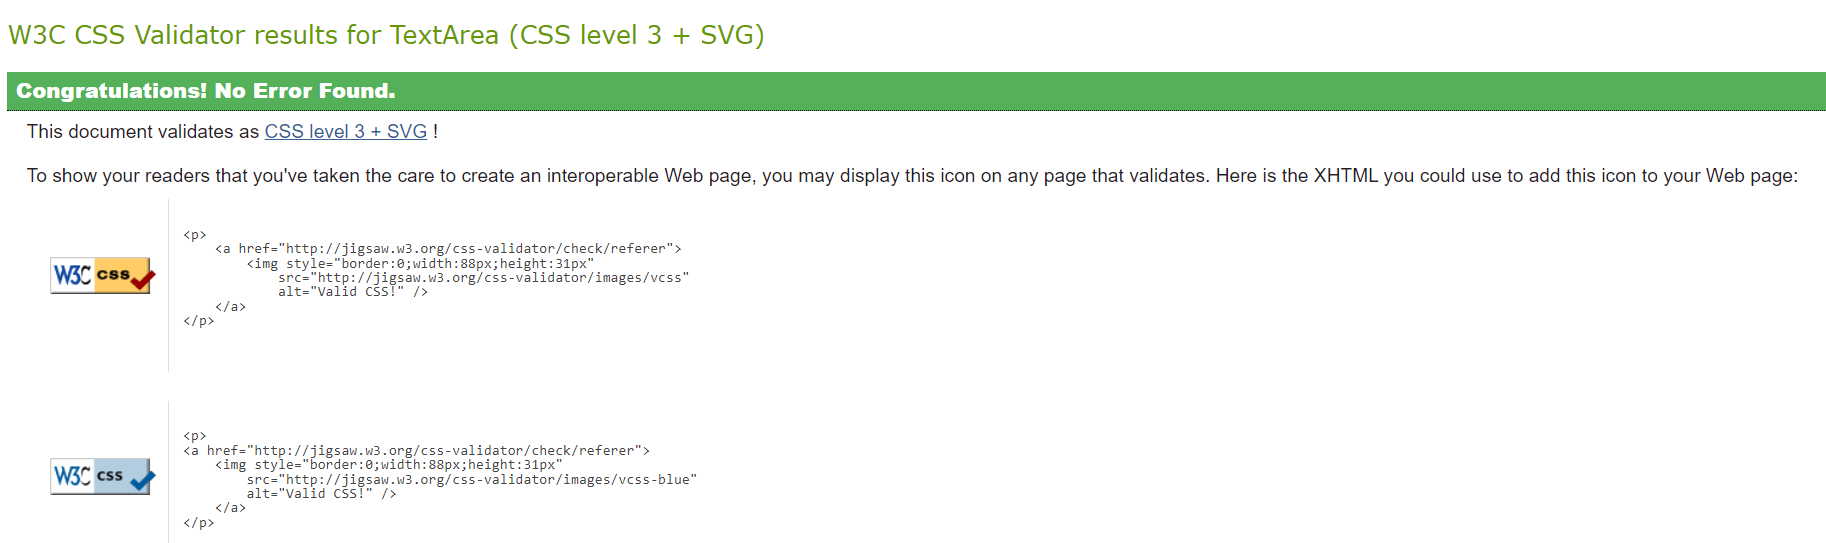 W3C CSS Validator results for TextArea (CSS level 3 + SVG)
Congratulations! No Error Found.
This document validates as CSS level 3 + SVG !
To show your readers that you've taken the care to create an interoperable Web page, you may display this icon on any page that validates. Here is the XHTML you could use to add this icon to your Web page:
W3C css
<p>
    <a href="http://jigsaw.w3.org/css-validator/check/referer">
        <img style="border:0;width:88px;height:31px"
            src="http://jigsaw.w3.org/css-validator/images/vcss"
            alt="Valid CSS!" />
    </a>
</p>
W3C css
<p>
<a href="http://jigsaw.w3.org/css-validator/check/referer">
    <img style="border:0;width:88px;height:31px"
        src="http://jigsaw.w3.org/css-validator/images/vcss-blue"
        alt="Valid CSS!" />
    </a>
</p>